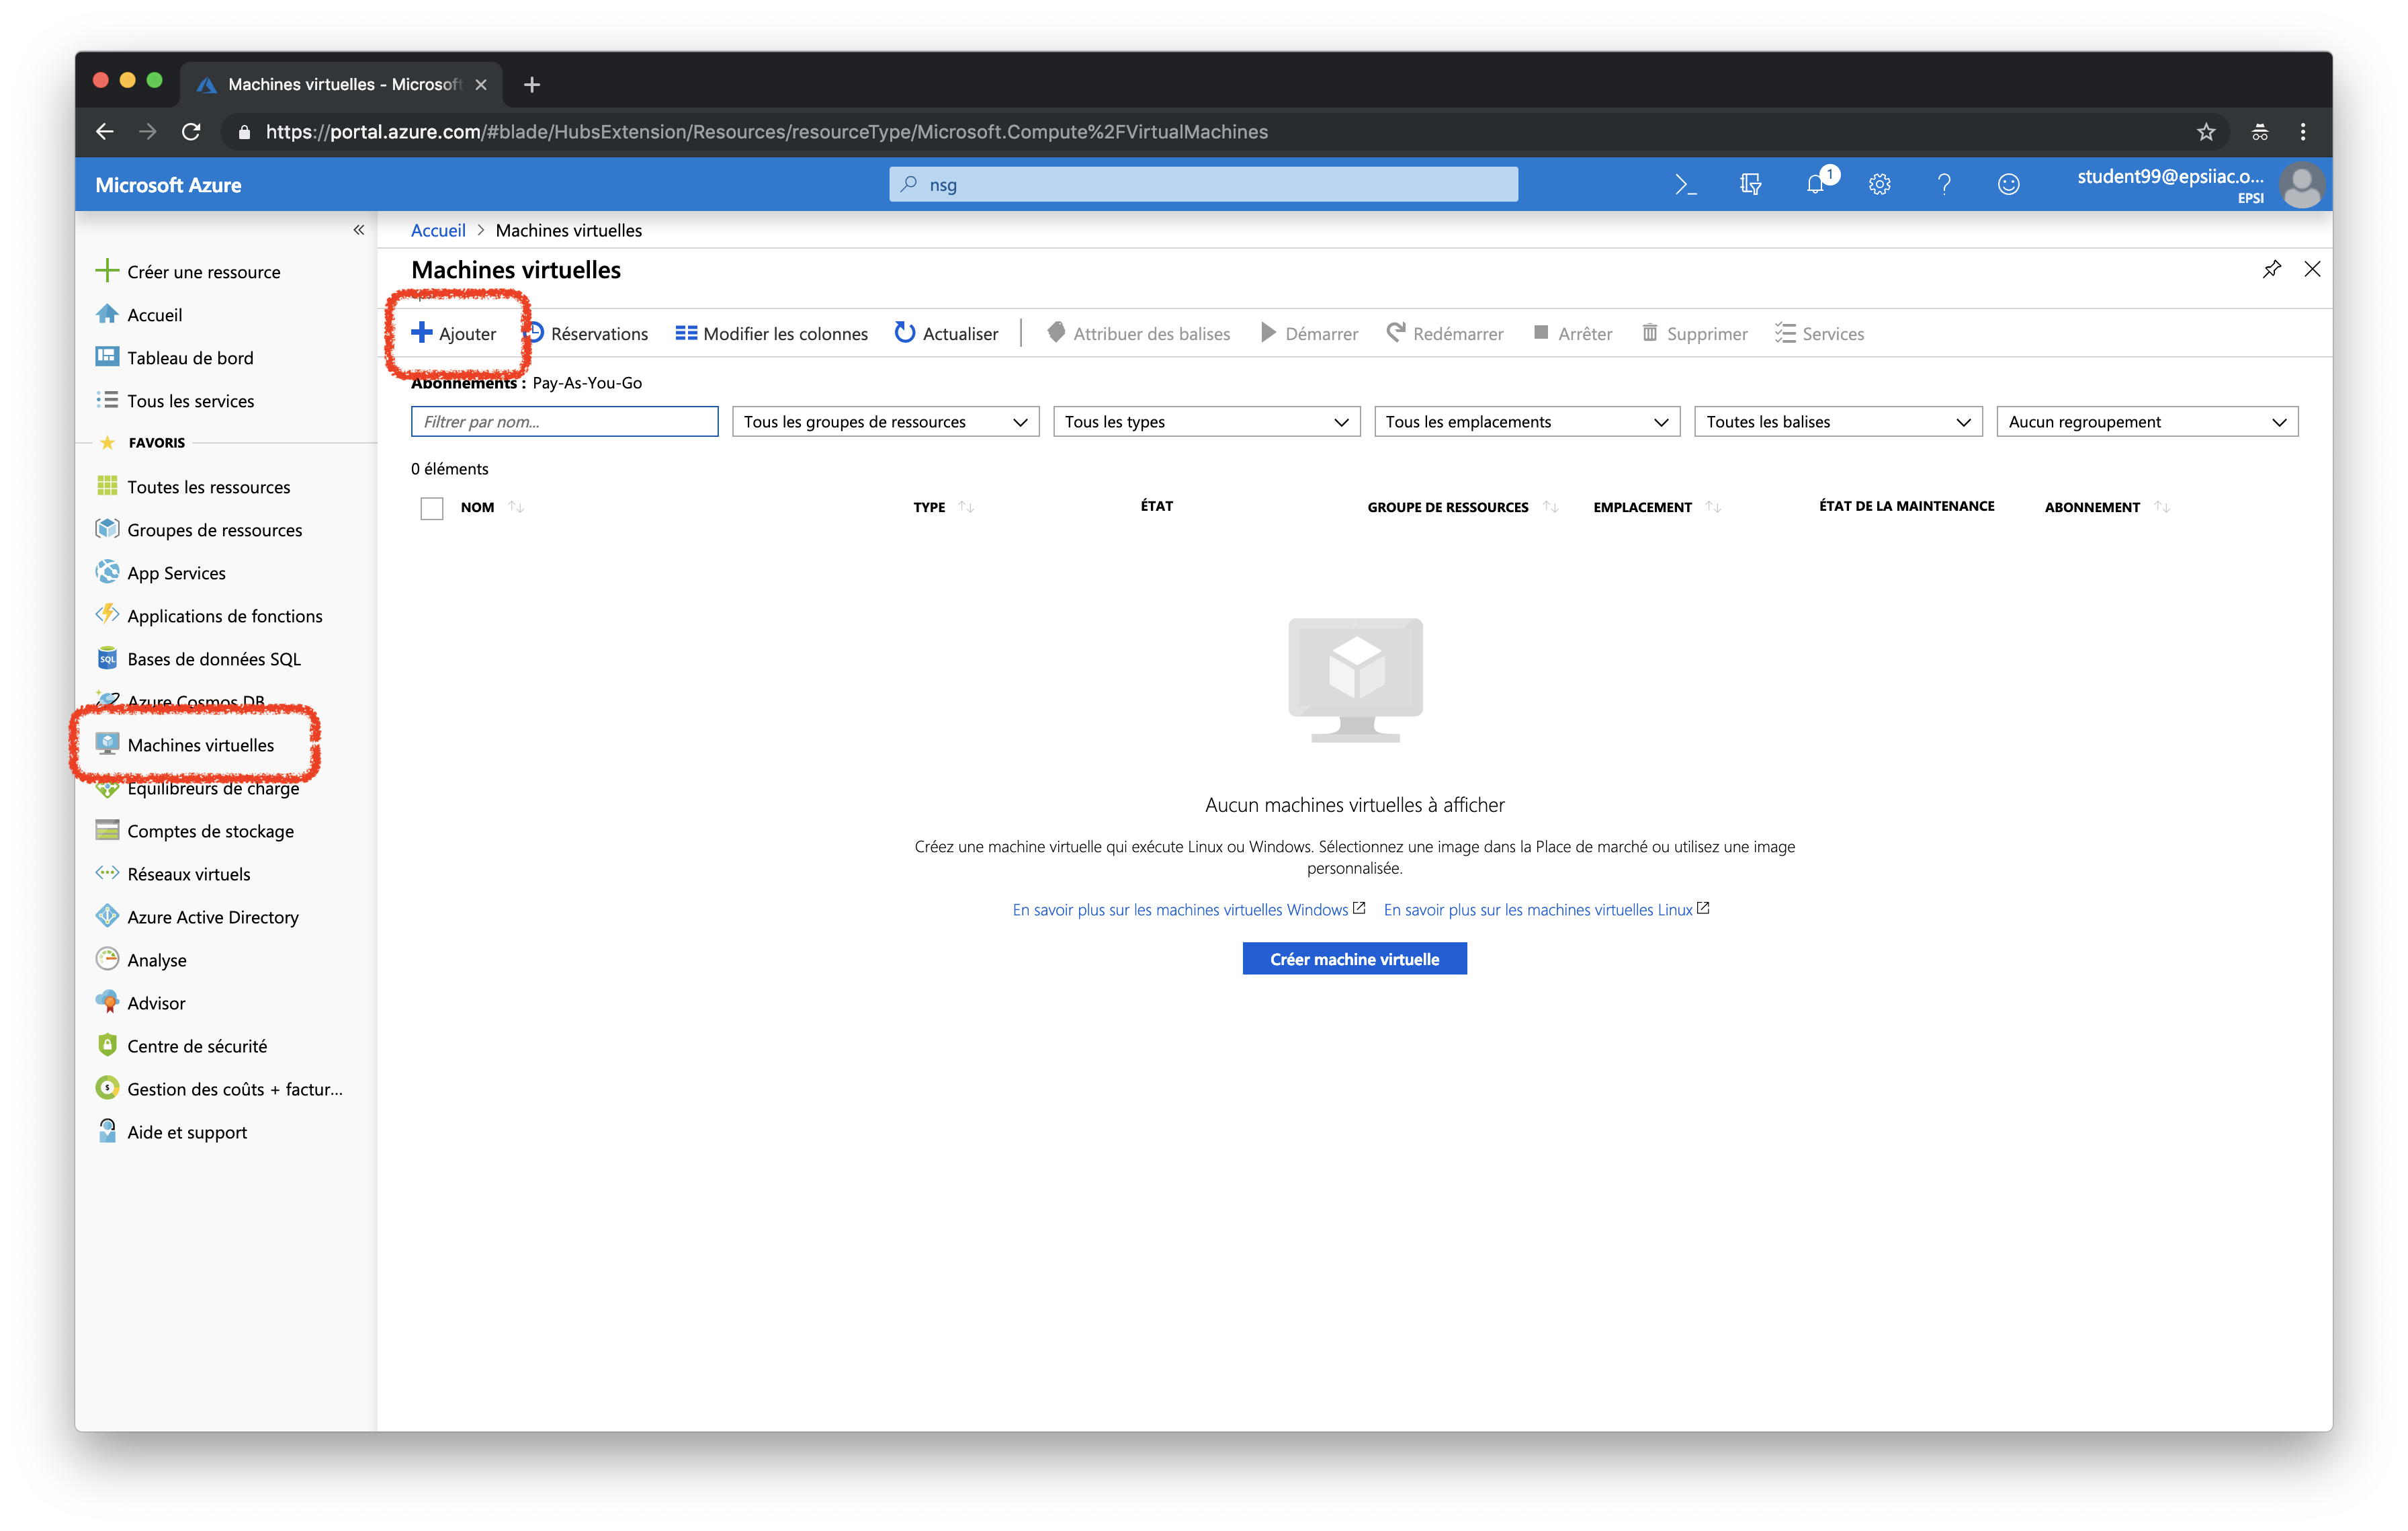 Machines virtuelles - Microsoft
https://portal.azure.com/#blade/HubsExtension/Resources/resourceType/Microsoft.Compute%2FVirtualMachines
Microsoft Azure
nsg
1
student99@epsiiac.o...
EPSI
Créer une ressource
Accueil
Tableau de bord
Tous les services
FAVORIS
Toutes les ressources
Groupes de ressources
App Services
Applications de fonctions
SQL
Bases de données SQL
Azure Cosmos DB
Machines virtuelles
Équilibreurs de charge
Comptes de stockage
Réseaux virtuels
Azure Active Directory
Analyse
Advisor
Centre de sécurité
Gestion des coûts + factur...
Aide et support
Accueil > Machines virtuelles
Machines virtuelles
Ajouter Réservations Modifier les colonnes Actualiser Attribuer des balises Démarrer Redémarrer Arrêter Supprimer Services
Abonnements : Pay-As-You-Go
Filtrer par nom... Tous les groupes de ressources Tous les types Tous les emplacements Toutes les balises Aucun regroupement
0 éléments
NOM TYPE ÉTAT GROUPE DE RESSOURCES EMPLACEMENT ÉTAT DE LA MAINTENANCE ABONNEMENT
Aucun machines virtuelles à afficher
Créez une machine virtuelle qui exécute Linux ou Windows. Sélectionnez une image dans la Place de marché ou utilisez une image
personnalisée.
En savoir plus sur les machines virtuelles Windows En savoir plus sur les machines virtuelles Linux
Créer machine virtuelle